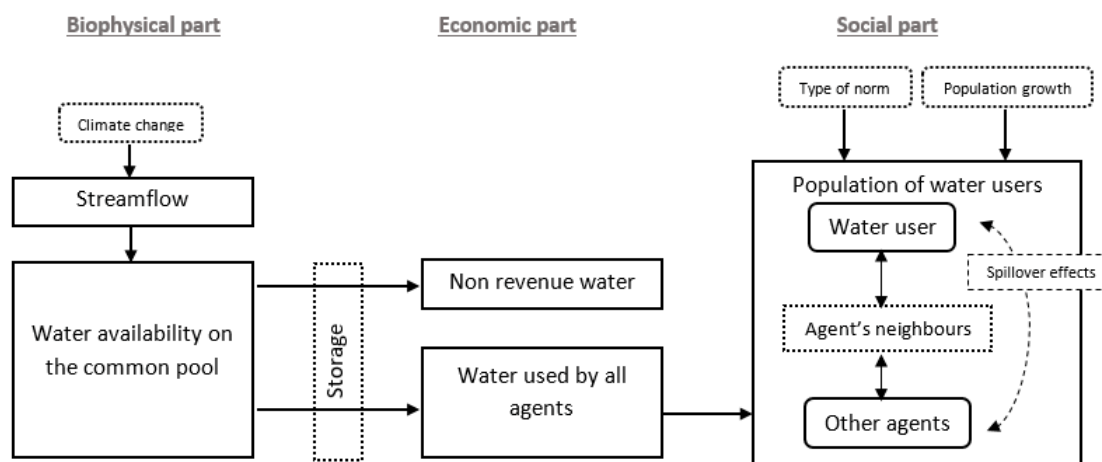 Biophysical part
Economic part
Social part
Type of norm
Population growth
Climate change
Streamflow
Population of water users
Water user
Spillover effects
Non revenue water
Water availability on
the common pool
Storage
Agent's neighbours
Water used by all
agents
Other agents